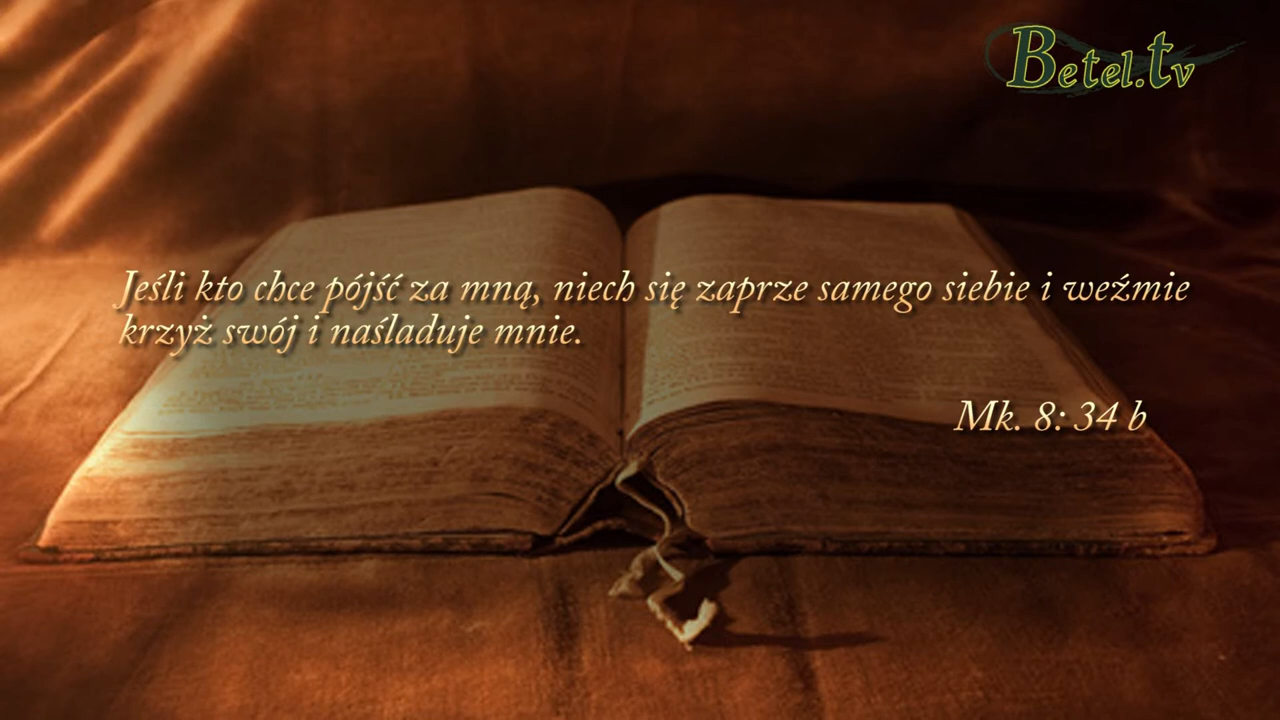 Betel.tv
Jeśli kto chce pójść za mną, niech się zaprze samego siebie i weźmie
krzyż swój i naśladuje mnie.
Mk. 8: 34 b